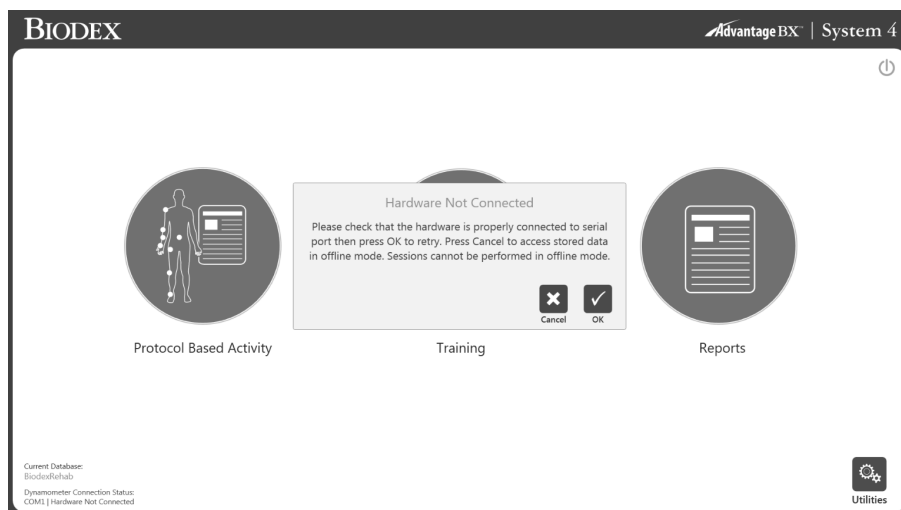 BIODEX
Advantage BX™ | System 4
Hardware Not Connected
Please check that the hardware is properly connected to serial
port then press OK to retry. Press Cancel to access stored data
in offline mode. Sessions cannot be performed in offline mode.
Cancel
OK
Protocol Based Activity
Training
Reports
Current Database:
BiodexRehab
Dynamometer Connection Status:
COM1 | Hardware Not Connected
Utilities